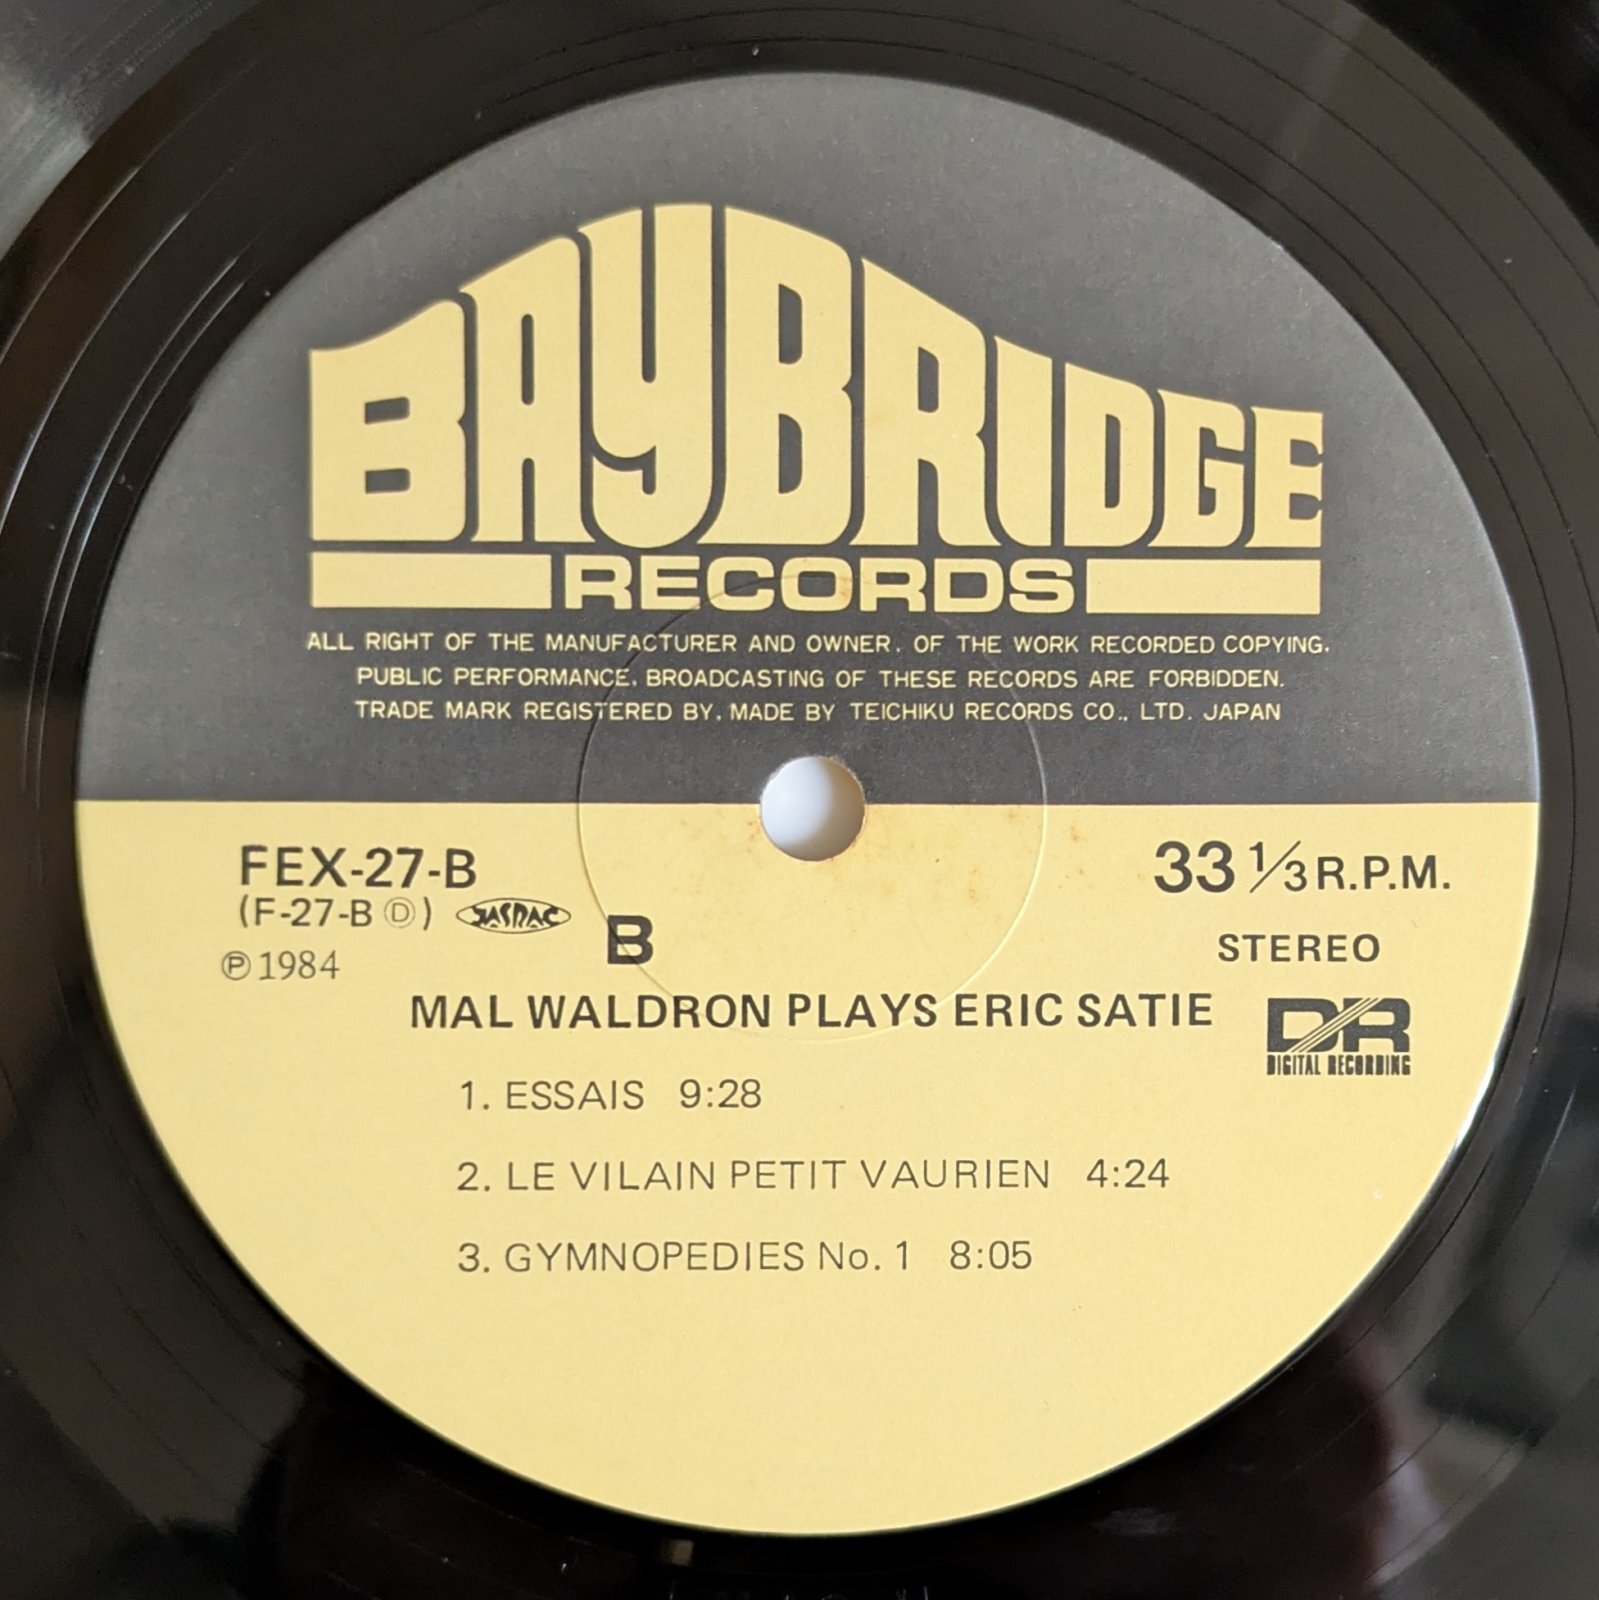 BAYBRIDGE
RECORDS
ALL RIGHT OF THE MANUFACTURER AND OWNER. OF THE WORK RECORDED COPYING.
PUBLIC PERFORMANCE. BROADCASTING OF THESE RECORDS ARE FORBIDDEN.
TRADE MARK REGISTERED BY. MADE BY TEICHIKU RECORDS CO., LTD. JAPAN
FEX-27-B
33 1/3 R.P.M.
(F-27-B Ⓓ) JASRAC
B
STEREO
℗1984
MAL WALDRON PLAYS ERIC SATIE
DR
DIGITAL RECORDING
1. ESSAIS 9:28
2. LE VILAIN PETIT VAURIEN 4:24
3. GYMNOPEDIES No. 1 8:05